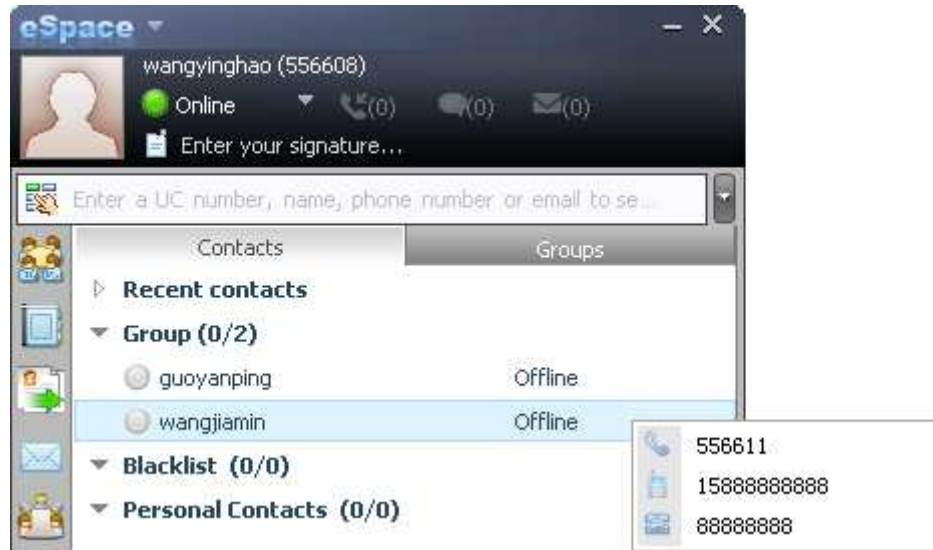 eSpace
wangyinghao (556608)
Online (0) (0) (0)
Enter your signature...
Enter a UC number, name, phone number or email to se...
Contacts Groups
Recent contacts
Group (0/2)
guoyanping Offline
wangjiamin Offline
556611
Blacklist (0/0)
15888888888
Personal Contacts (0/0)
88888888